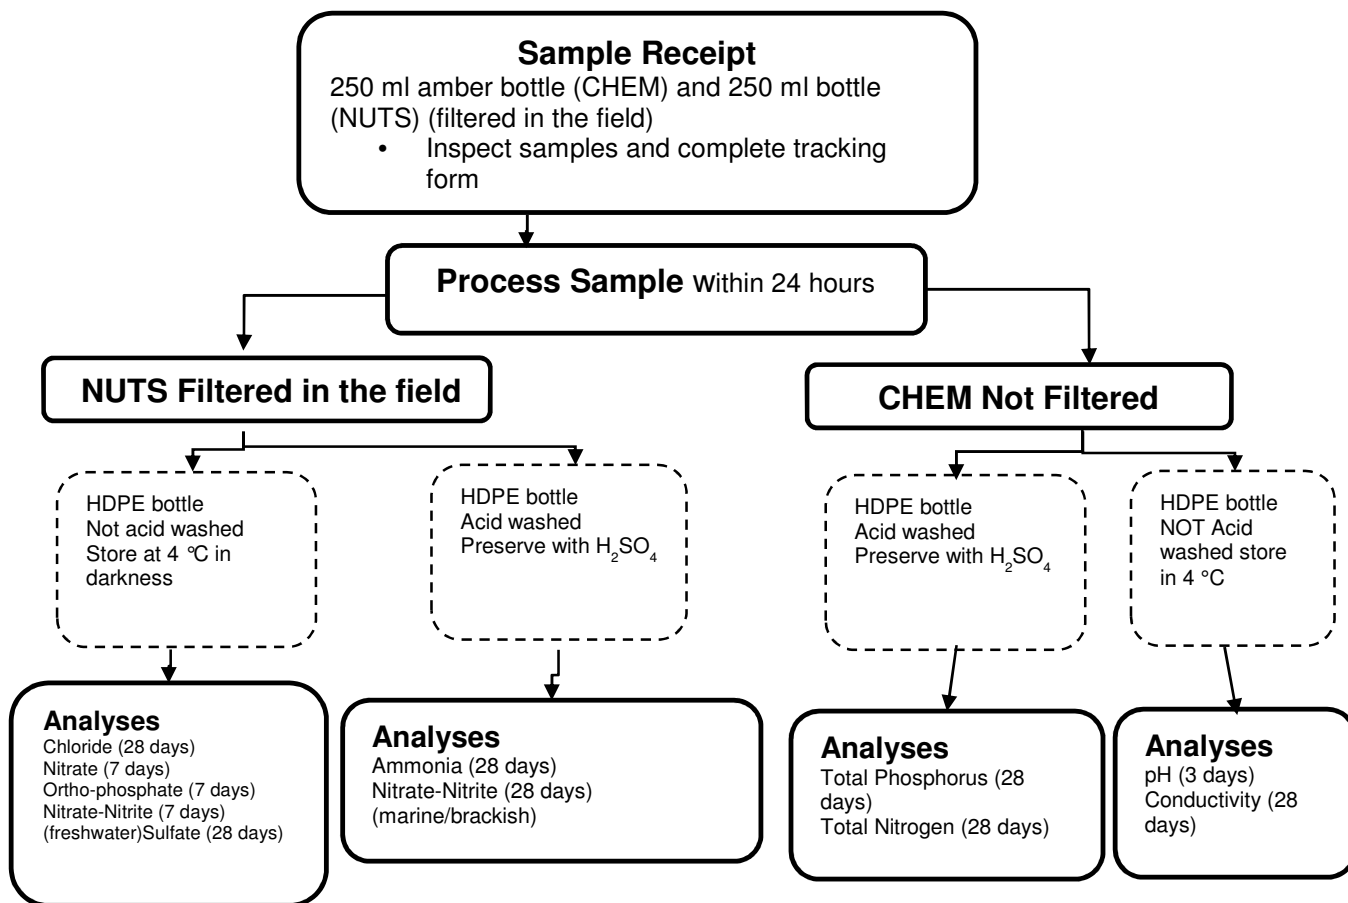 Sample Receipt
250 ml amber bottle (CHEM) and 250 ml bottle
(NUTS) (filtered in the field)
• Inspect samples and complete tracking
form
Process Sample within 24 hours
NUTS Filtered in the field
CHEM Not Filtered
HDPE bottle
Not acid washed
Store at 4 °C in
darkness
HDPE bottle
Acid washed
Preserve with H₂SO₄
HDPE bottle
Acid washed
Preserve with H₂SO₄
HDPE bottle
NOT Acid
washed store
in 4 °C
Analyses
Chloride (28 days)
Nitrate (7 days)
Ortho-phosphate (7 days)
Nitrate-Nitrite (7 days)
(freshwater)Sulfate (28 days)
Analyses
Ammonia (28 days)
Nitrate-Nitrite (28 days)
(marine/brackish)
Analyses
Total Phosphorus (28
days)
Total Nitrogen (28 days)
Analyses
pH (3 days)
Conductivity (28
days)